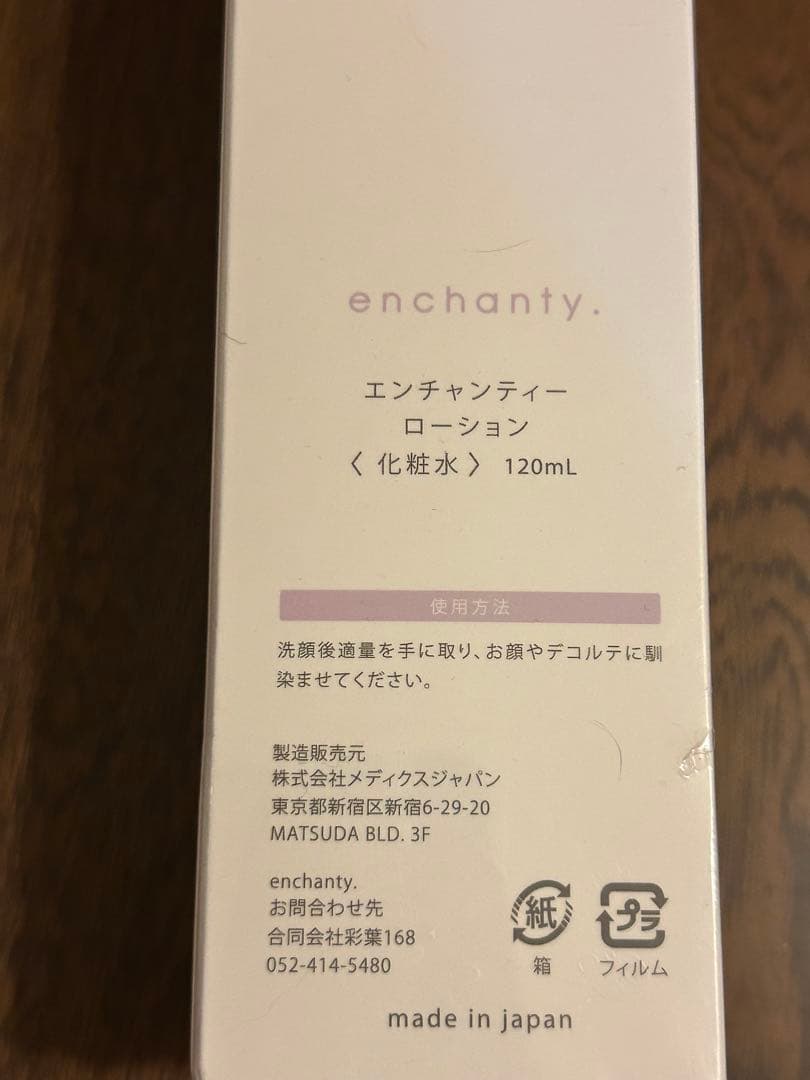 enchanty.
エンチャンティー
ローション
〈 化粧水 〉 120mL
使用方法
洗顔後適量を手に取り、お顔やデコルテに馴
染ませてください。
製造販売元
株式会社メディクスジャパン
東京都新宿区新宿6-29-20
MATSUDA BLD. 3F
enchanty.
お問合わせ先
合同会社彩葉168
052-414-5480
紙
箱
プラ
フィルム
made in japan